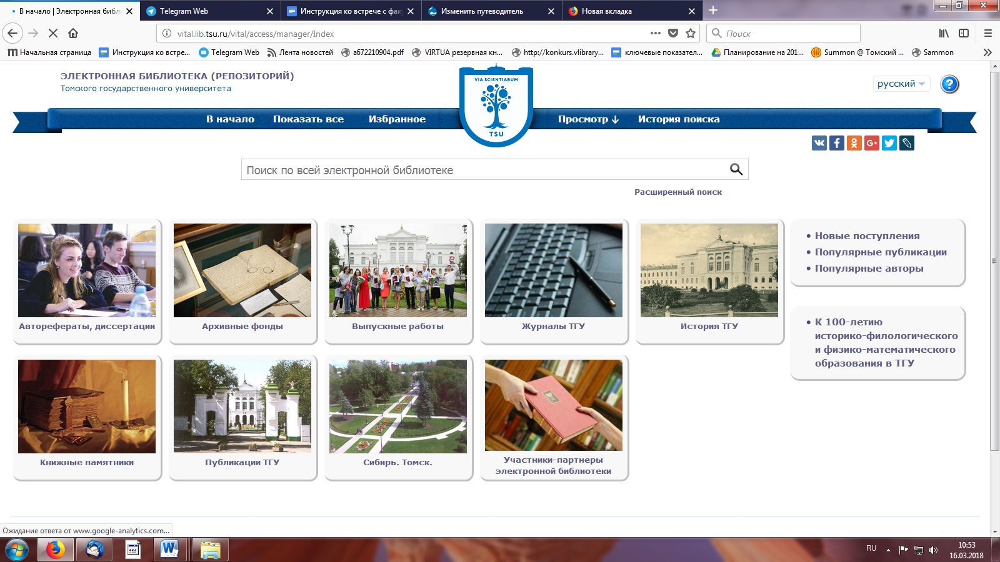 В начало | Электронная библ
Telegram Web
Инструкция ко встрече с факу
Изменить путеводитель
Новая вкладка
vital.lib.tsu.ru/vital/access/manager/Index
Поиск
Начальная страница
Инструкция ко встре...
Telegram Web
Лента новостей
a672210904.pdf
VIRTUA резервная кн...
http://konkurs.vlibrary...
ключевые показател...
Планирование на 201...
Summon @ Томский ...
Sammon
ЭЛЕКТРОННАЯ БИБЛИОТЕКА (РЕПОЗИТОРИЙ)
Томского государственного университета
VIA SCIENTIARUM
TSU
русский
?
В начало
Показать все
Избранное
Просмотр ↓
История поиска
Поиск по всей электронной библиотеке
Расширенный поиск
Авторефераты, диссертации
Архивные фонды
Выпускные работы
Журналы ТГУ
История ТГУ
• Новые поступления
• Популярные публикации
• Популярные авторы
• К 100-летию
историко-филологического
и физико-математического
образования в ТГУ
Книжные памятники
Публикации ТГУ
Сибирь. Томск.
Участники-партнеры
электронной библиотеки
Ожидание ответа от www.google-analytics.com...
RU
10:53
16.03.2018